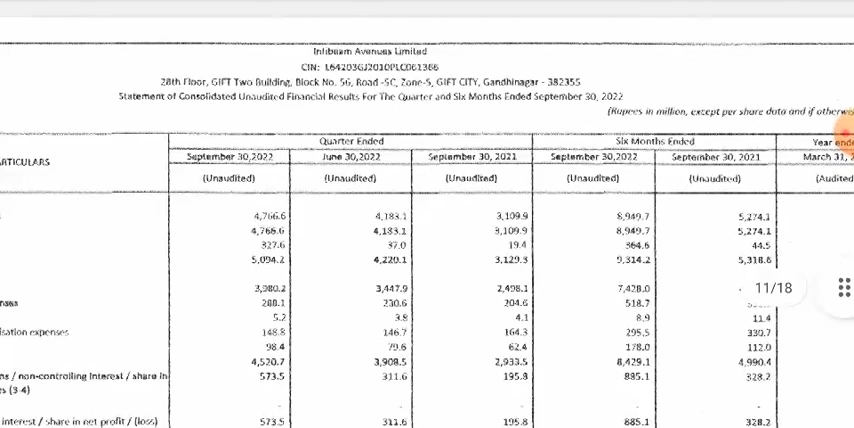 Infibeam Avenues Limited
CIN: L64203GJ2010PLC061366
28th Floor, GIFT Two Building, Block No. 56, Road -5C, Zone-5, GIFT CITY, Gandhinagar - 382355
Statement of Consolidated Unaudited Financial Results For The Quarter and Six Months Ended September 30, 2022
(Rupees in million, except per share data and if otherwis
ARTICULARS Quarter Ended Six Months Ended Year ende
September 30,2022 June 30,2022 September 30, 2021 September 30, 2022 September 30, 2021 March 31, 2
(Unaudited) (Unaudited) (Unaudited) (Unaudited) (Unaudited) (Audited
s 4,766.6 4,183.1 3,109.9 8,949.7 5,274.1
4,766.6 4,183.1 3,109.9 8,949.7 5,274.1
327.6 37.0 19.4 364.6 44.5
5,094.2 4,220.1 3,129.3 9,314.2 5,318.6
3,980.2 3,447.9 2,498.1 7,428.0
11/18
nses 288.1 230.6 204.6 518.7
5.2 3.8 4.1 8.9 11.4
isation expenses 148.8 146.7 164.3 295.5 330.7
98.4 79.6 62.4 178.0 112.0
4,520.7 3,908.5 2,933.5 8,429.1 4,990.4
ns / non-controlling interest / share in 573.5 311.6 195.8 885.1 328.2
es (3-4)
- - - - -
interest / share in net profit / (loss) 573.5 311.6 195.8 885.1 328.2